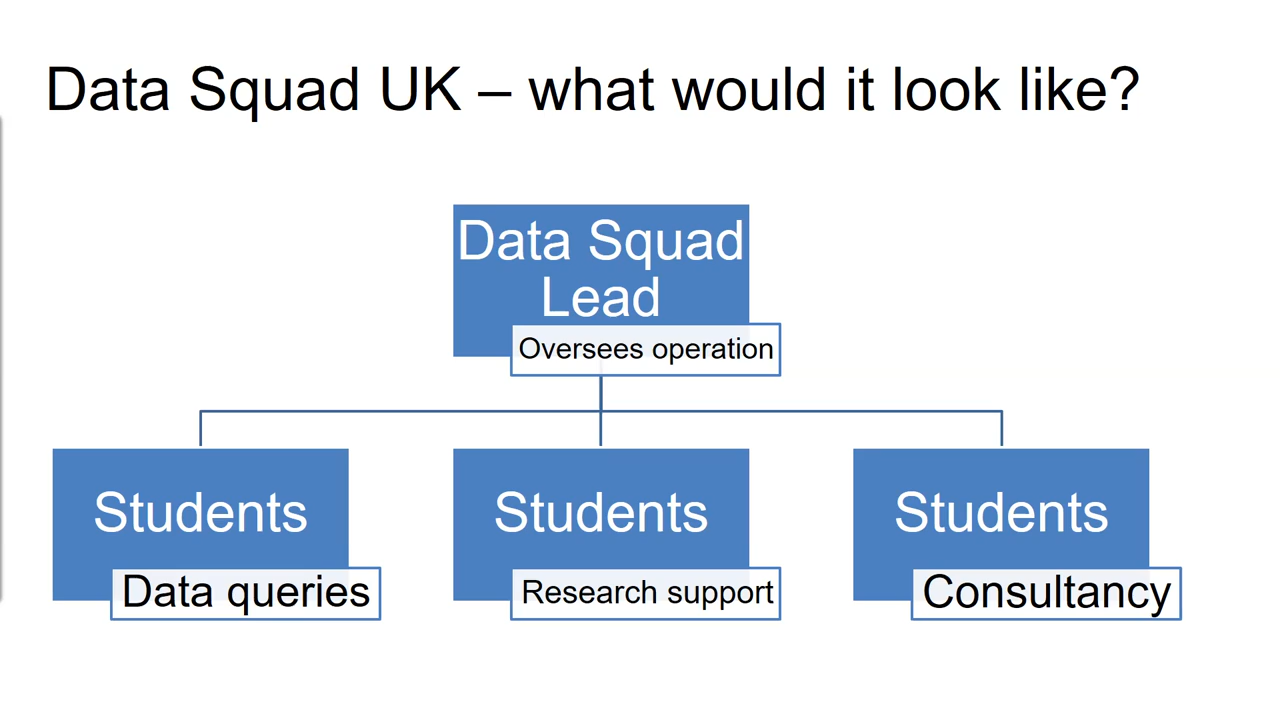 Data Squad UK – what would it look like?
Data Squad
Lead
Oversees operation
Students
Data queries
Students
Research support
Students
Consultancy